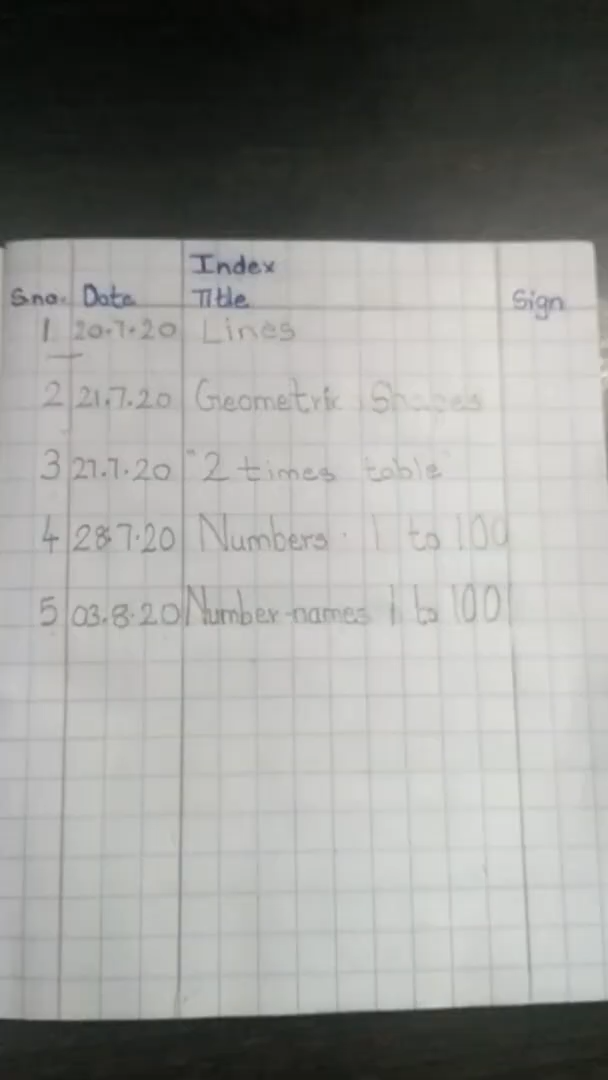 Index
Sno. Date Title Sign
1 20.7.20 Lines
2 21.7.20 Geometric Shapes
3 27.7.20 "2 times table"
4 28.7.20 Numbers 1 to 100
5 03.8.20 Number names 1 to 100